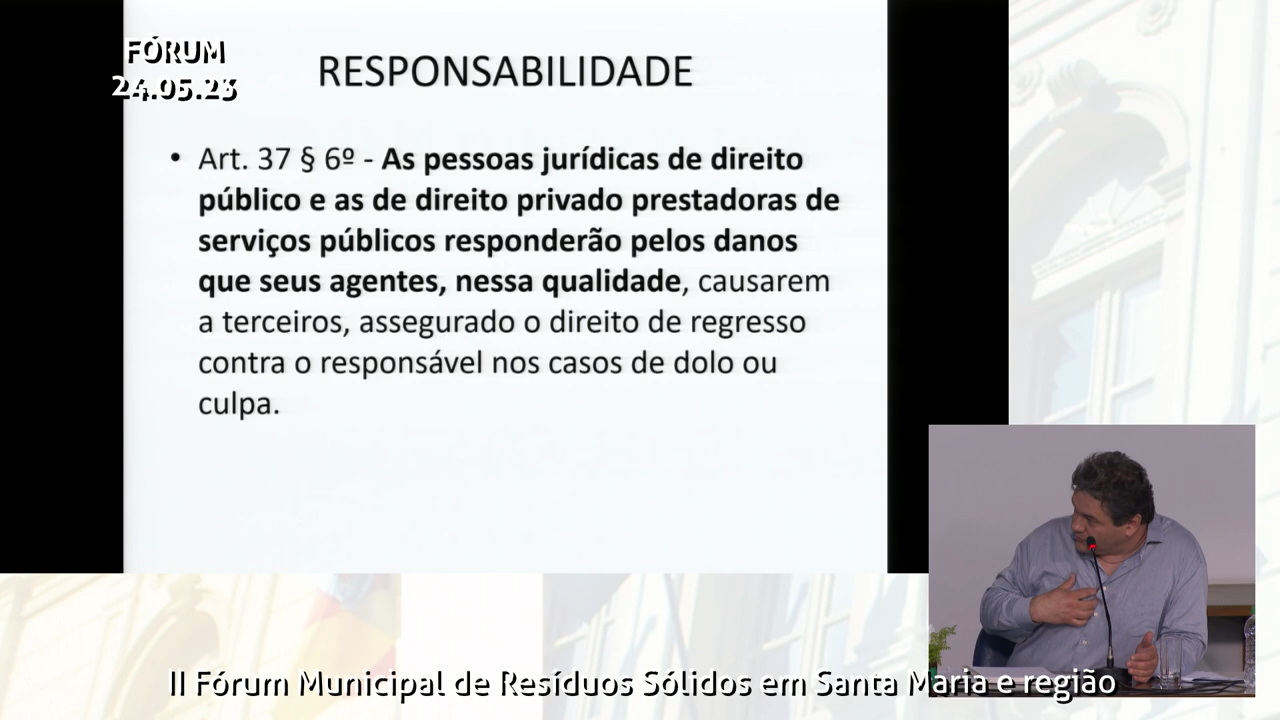 FÓRUM
24.05.23
RESPONSABILIDADE
• Art. 37 § 6º - As pessoas jurídicas de direito
público e as de direito privado prestadoras de
serviços públicos responderão pelos danos
que seus agentes, nessa qualidade, causarem
a terceiros, assegurado o direito de regresso
contra o responsável nos casos de dolo ou
culpa.
II Fórum Municipal de Resíduos Sólidos em Santa Maria e região